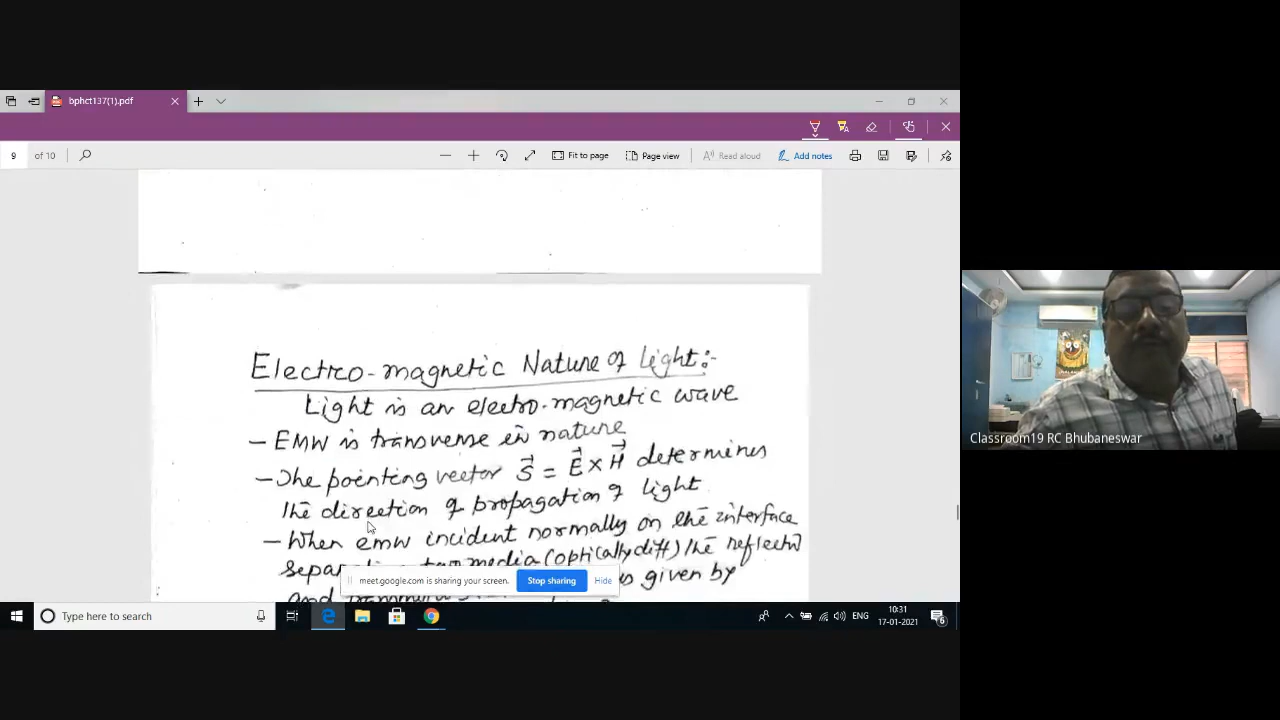 bphct137(1).pdf
9 of 10
Fit to page
Page view
Read aloud
Add notes
Electro-magnetic Nature of Light:-
Light is an electro-magnetic wave
- EMW is transverse in nature
- The pointing vector S⃗ = E⃗ × H⃗ determines
the direction of propagation of light
- When emw incident normally on the interface
separ two media (optically diff) the reflected
given by
and
meet.google.com is sharing your screen.
Stop sharing
Hide
Classroom19 RC Bhubaneswar
Type here to search
ENG
10:31
17-01-2021
6